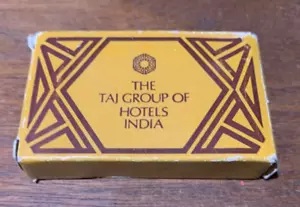 THE
TAJ GROUP OF
HOTELS
INDIA